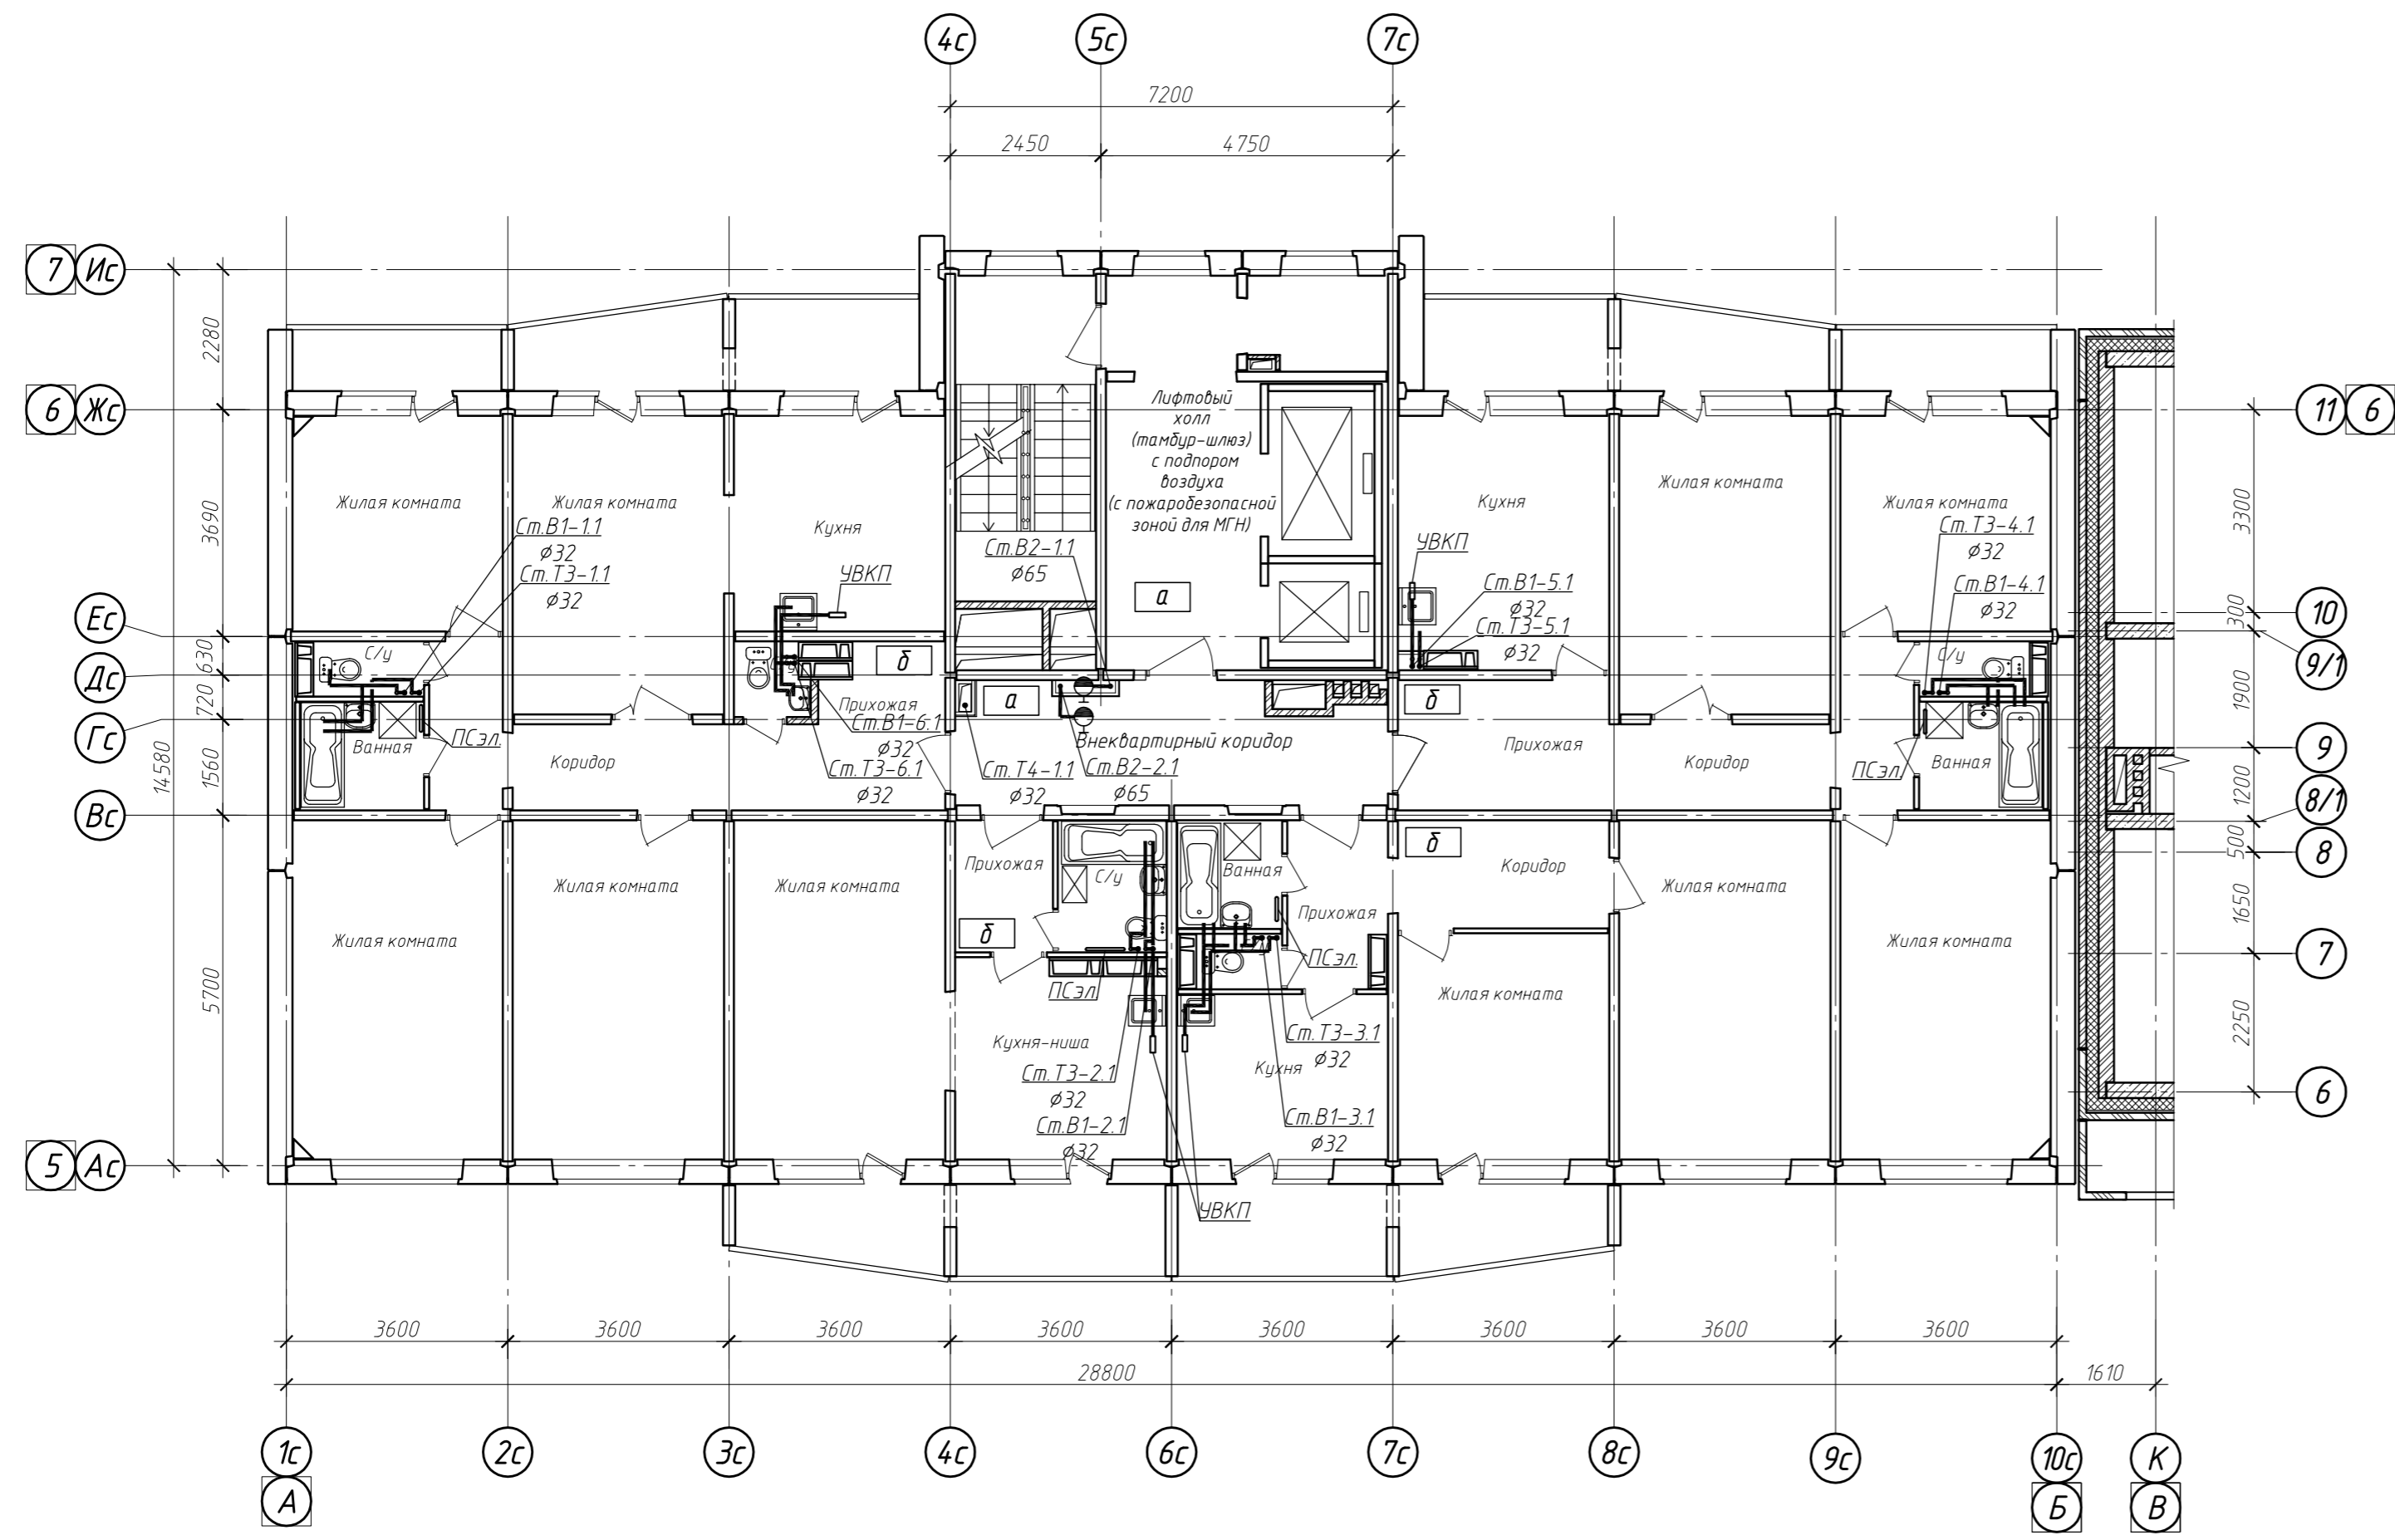 4с 5с 7с
7200
2450 4750
7 Ис
2280
6 Жс
11 6
Лифтовый
холл
(тамбур-шлюз)
с подпором
воздуха
(с пожаробезопасной
зоной для МГН)
Жилая комната
Жилая комната
Кухня
Кухня
Жилая комната
Жилая комната
3690
3300
Ст.В1-1.1
ф32
Ст.Т3-1.1
ф32
УВКП
Ст.В2-1.1
ф65
УВКП
Ст.В1-5.1
ф32
Ст.Т3-5.1
ф32
Ст.Т3-4.1
ф32
Ст.В1-4.1
ф32
а
Ес
10
300
630
С/у
б
С/у
9/1
Дс
720
а
б
1900
Прихожая
Ст.В1-6.1
ф32
Ст.Т3-6.1
ф32
Гс
Ванная
ПСэл.
Коридор
Внеквартирный коридор
Прихожая
Коридор
ПСэл.
Ванная
9
14580
1560
Ст.Т4-1.1
ф32
Ст.В2-2.1
ф65
1200
8/1
Вс
500
8
Прихожая
С/у
Ванная
б
Коридор
Жилая комната
Жилая комната
Жилая комната
Прихожая
1650
Жилая комната
б
Жилая комната
7
ПСэл.
ПСэл.
Жилая комната
5700
2250
Кухня-ниша
Ст.Т3-3.1
ф32
Кухня
Ст.Т3-2.1
ф32
Ст.В1-2.1
ф32
Ст.В1-3.1
ф32
6
5 Ас
УВКП
3600 3600 3600 3600 3600 3600 3600 3600
28800 1610
1с 2с 3с 4с 6с 7с 8с 9с 10с К
А Б В